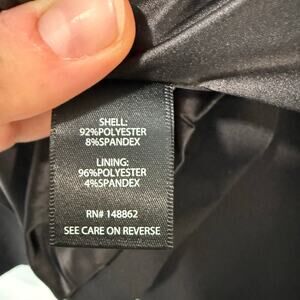 SHELL:
92%POLYESTER
8%SPANDEX
LINING:
96%POLYESTER
4%SPANDEX
RN# 148862
SEE CARE ON REVERSE